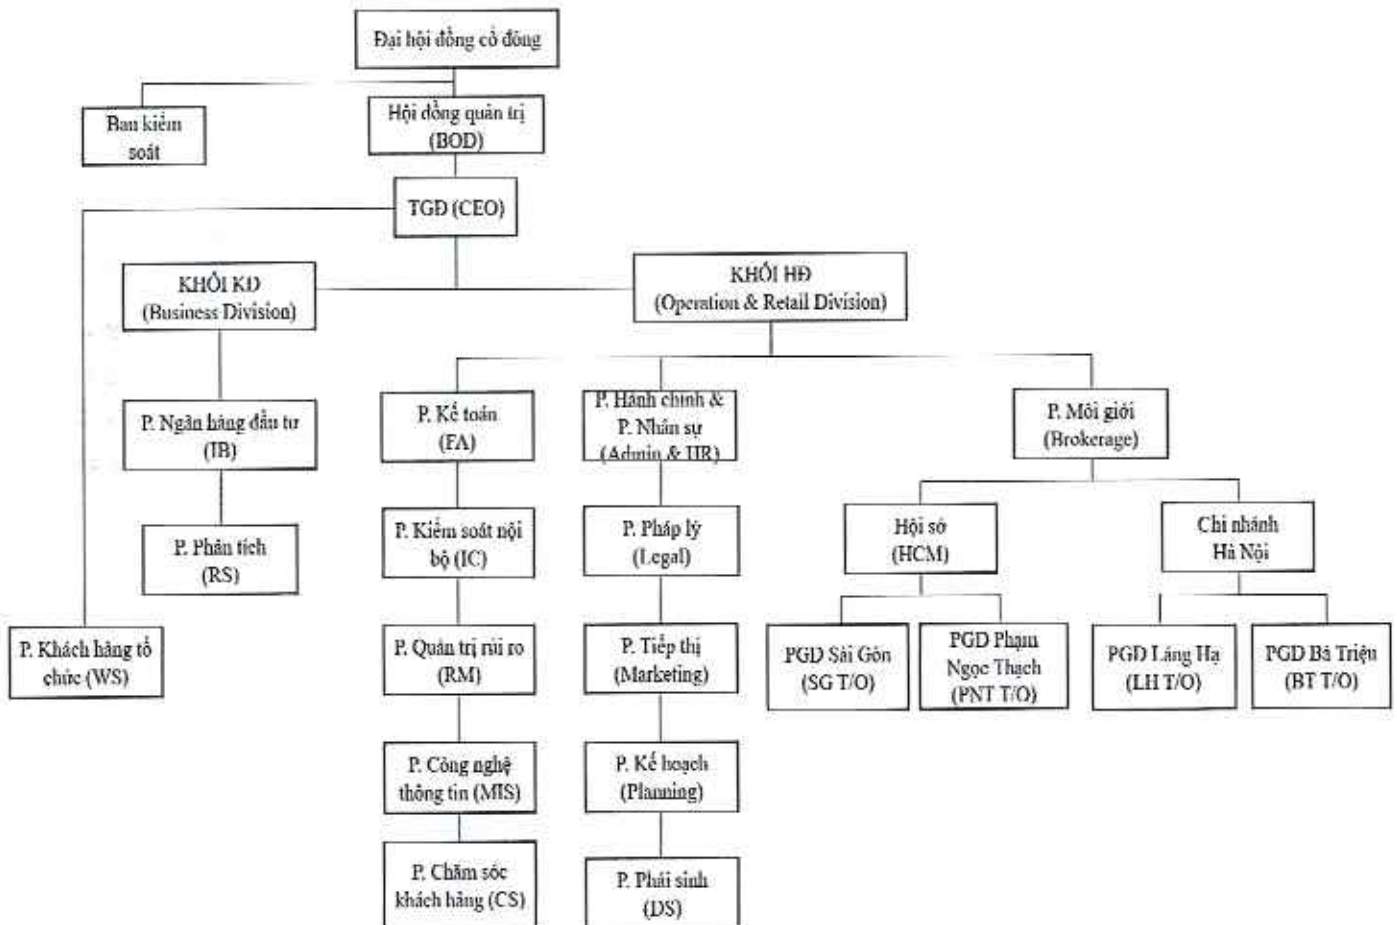 Đại hội đồng cổ đông
Ban kiểm
soát
Hội đồng quản trị
(BOD)
TGĐ (CEO)
KHỐI KD
(Business Division)
KHỐI HĐ
(Operation & Retail Division)
P. Ngân hàng đầu tư
(IB)
P. Phân tích
(RS)
P. Khách hàng tổ
chức (WS)
P. Kế toán
(FA)
P. Kiểm soát nội
bộ (IC)
P. Quản trị rủi ro
(RM)
P. Công nghệ
thông tin (MIS)
P. Chăm sóc
khách hàng (CS)
P. Hành chính &
P. Nhân sự
(Admin & HR)
P. Pháp lý
(Legal)
P. Tiếp thị
(Marketing)
P. Kế hoạch
(Planning)
P. Phái sinh
(DS)
P. Môi giới
(Brokerage)
Hội sở
(HCM)
Chi nhánh
Hà Nội
PGD Sài Gòn
(SG T/O)
PGD Phạm
Ngọc Thạch
(PNT T/O)
PGD Láng Hạ
(LH T/O)
PGD Bà Triệu
(BT T/O)